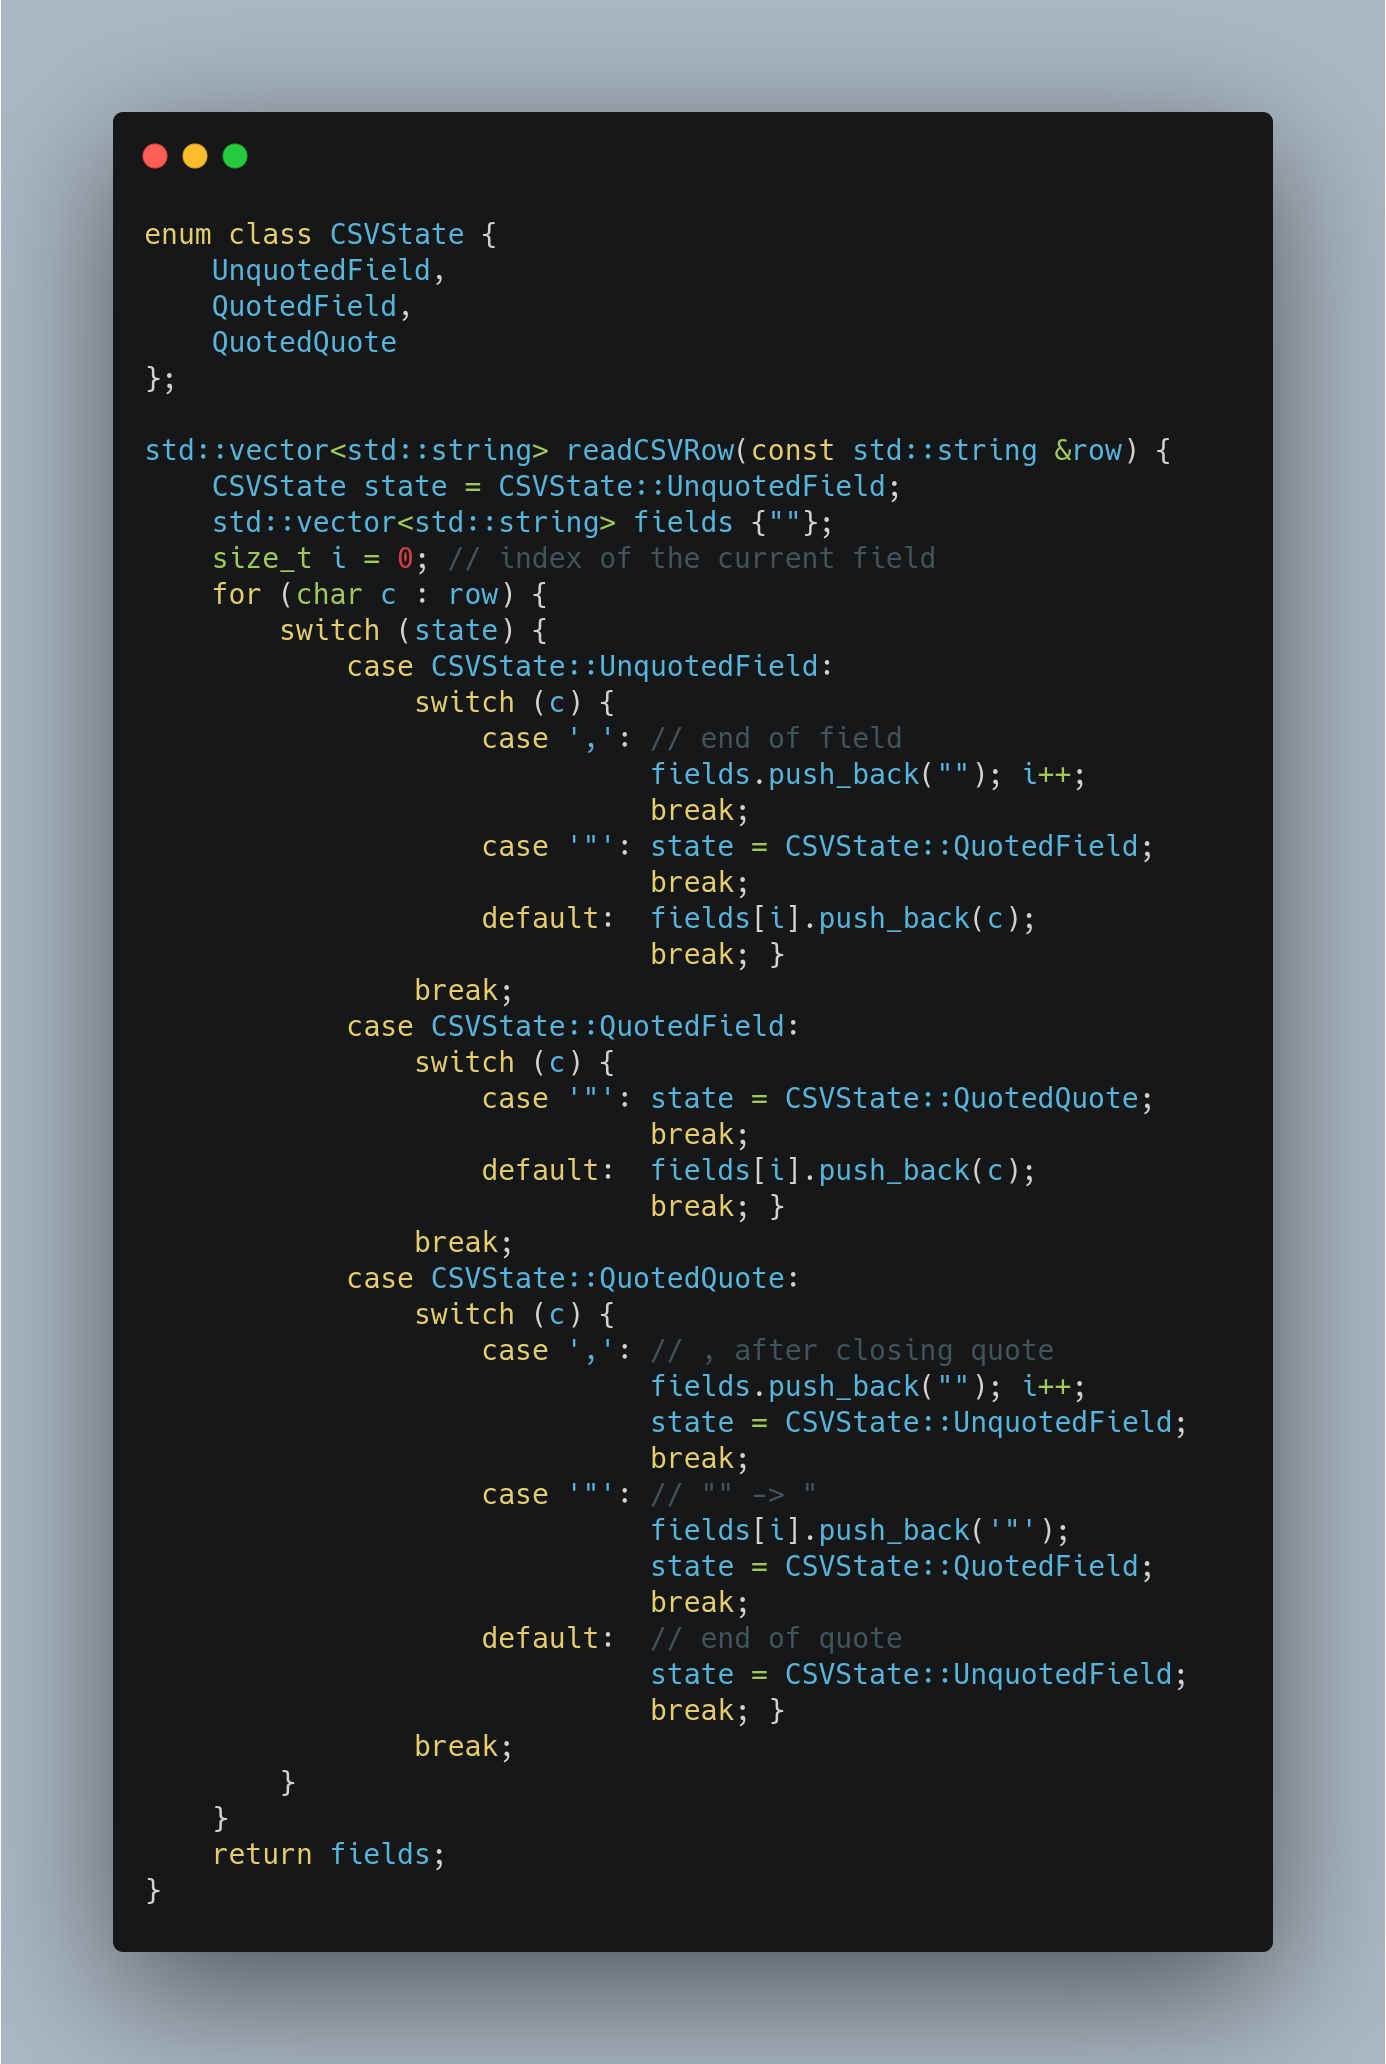 enum class CSVState {
    UnquotedField,
    QuotedField,
    QuotedQuote
};

std::vector<std::string> readCSVRow(const std::string &row) {
    CSVState state = CSVState::UnquotedField;
    std::vector<std::string> fields {""};
    size_t i = 0; // index of the current field
    for (char c : row) {
        switch (state) {
            case CSVState::UnquotedField:
                switch (c) {
                    case ',': // end of field
                              fields.push_back(""); i++;
                              break;
                    case '"': state = CSVState::QuotedField;
                              break;
                    default:  fields[i].push_back(c);
                              break; }
                break;
            case CSVState::QuotedField:
                switch (c) {
                    case '"': state = CSVState::QuotedQuote;
                              break;
                    default:  fields[i].push_back(c);
                              break; }
                break;
            case CSVState::QuotedQuote:
                switch (c) {
                    case ',': // , after closing quote
                              fields.push_back(""); i++;
                              state = CSVState::UnquotedField;
                              break;
                    case '"': // "" -> "
                              fields[i].push_back('"');
                              state = CSVState::QuotedField;
                              break;
                    default:  // end of quote
                              state = CSVState::UnquotedField;
                              break; }
                break;
        }
    }
    return fields;
}